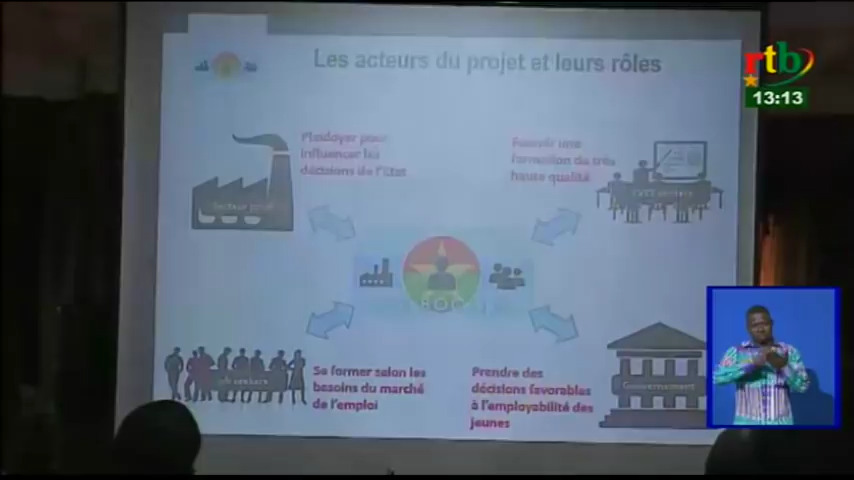 Les acteurs du projet et leurs rôles
rtb
13:13
Plaidoyer pour
influencer les
décisions de l'Etat
formation de très
haute qualité
Se former selon les
besoins du marché
de l'emploi
Prendre des
décisions favorables
à l'employabilité des
jeunes
Gouvernement